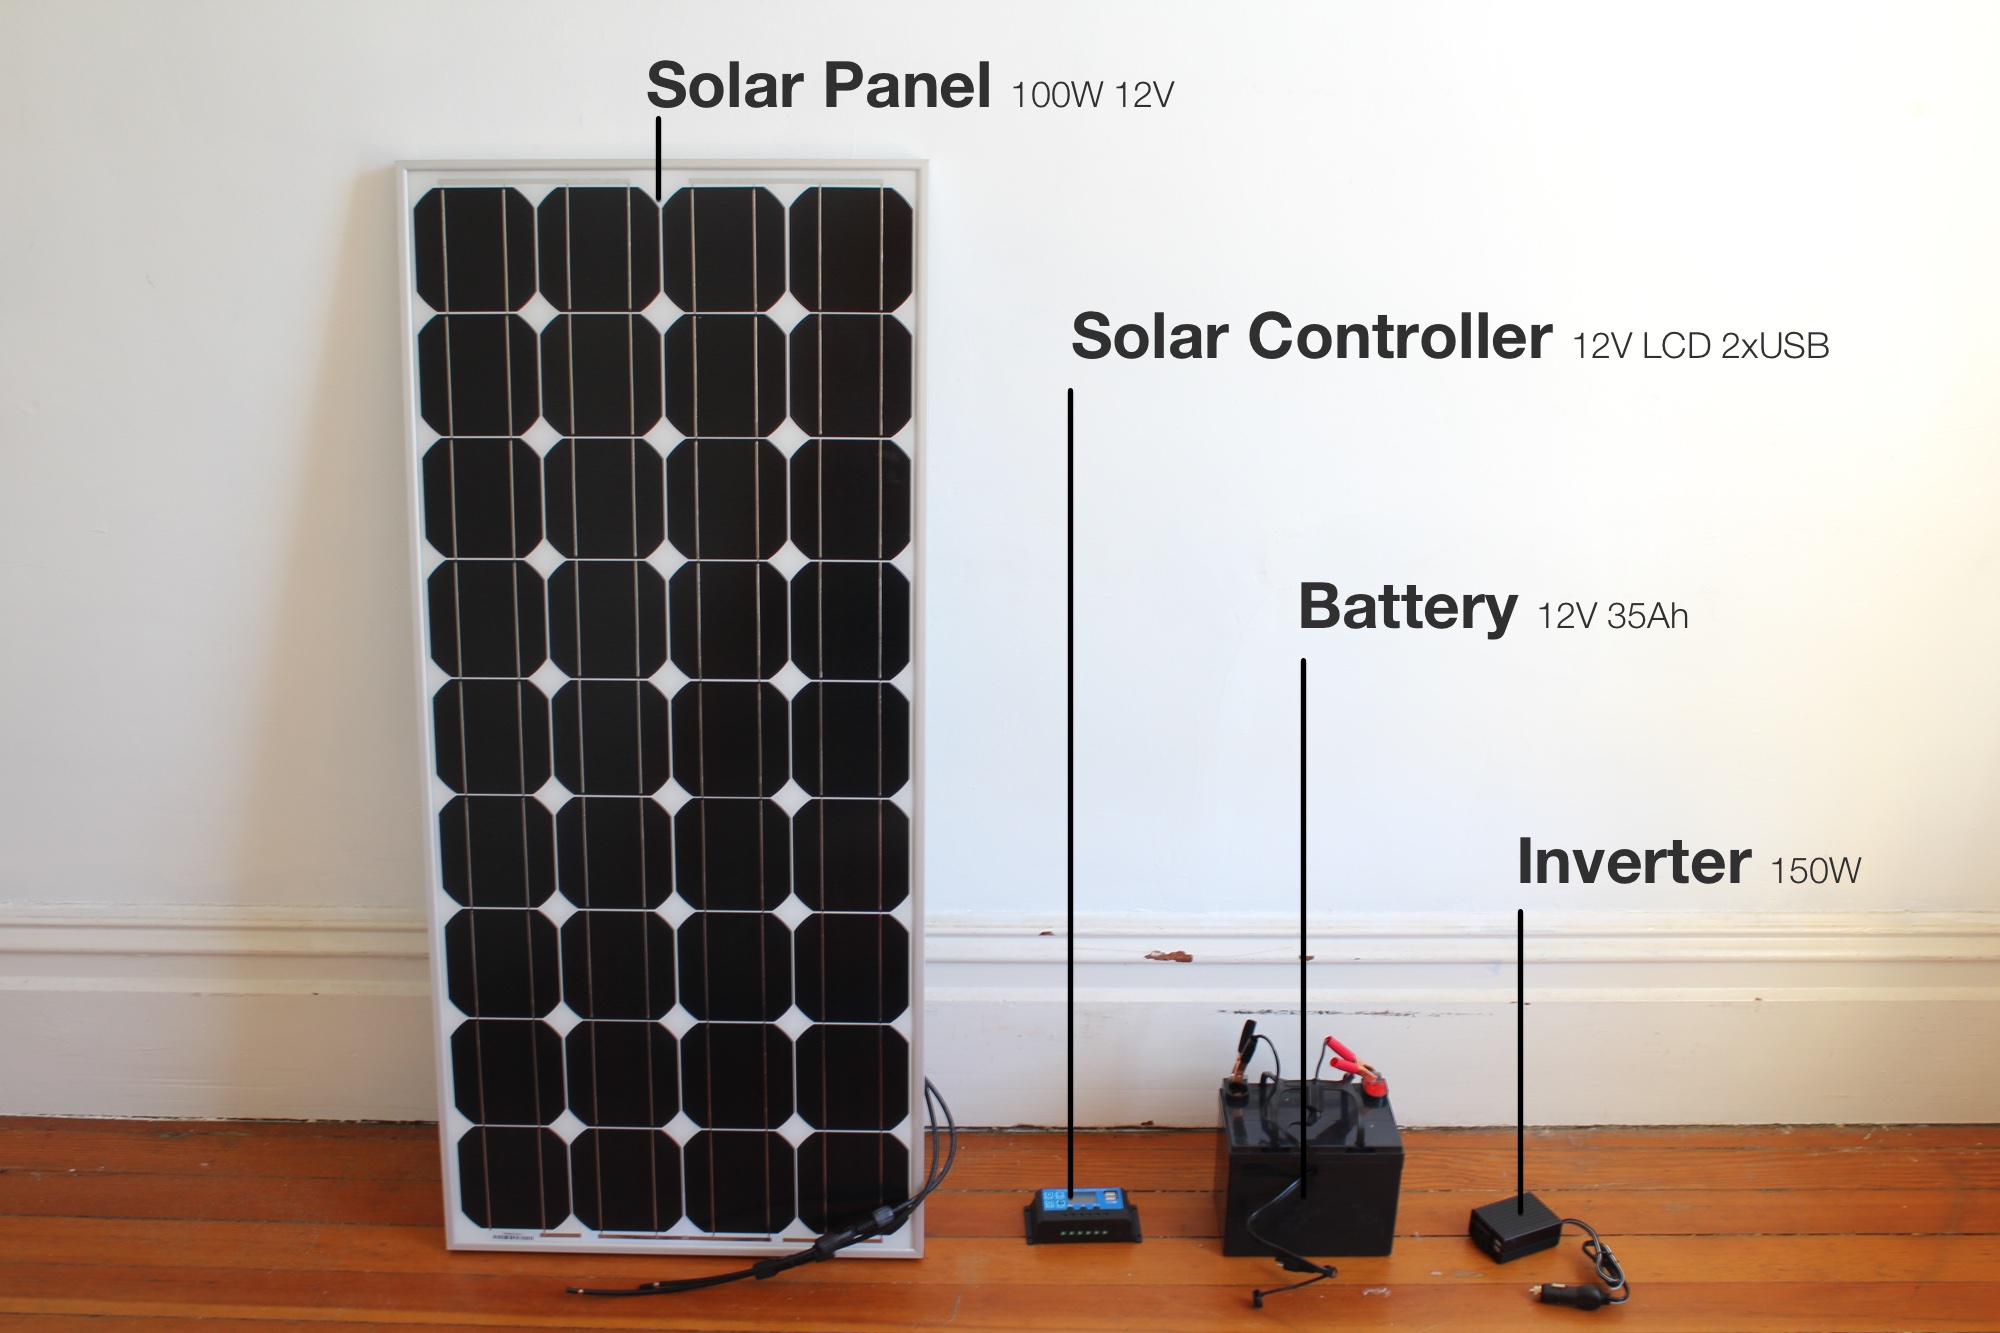 Solar Panel 100W 12V
Solar Controller 12V LCD 2xUSB
Battery 12V 35Ah
Inverter 150W